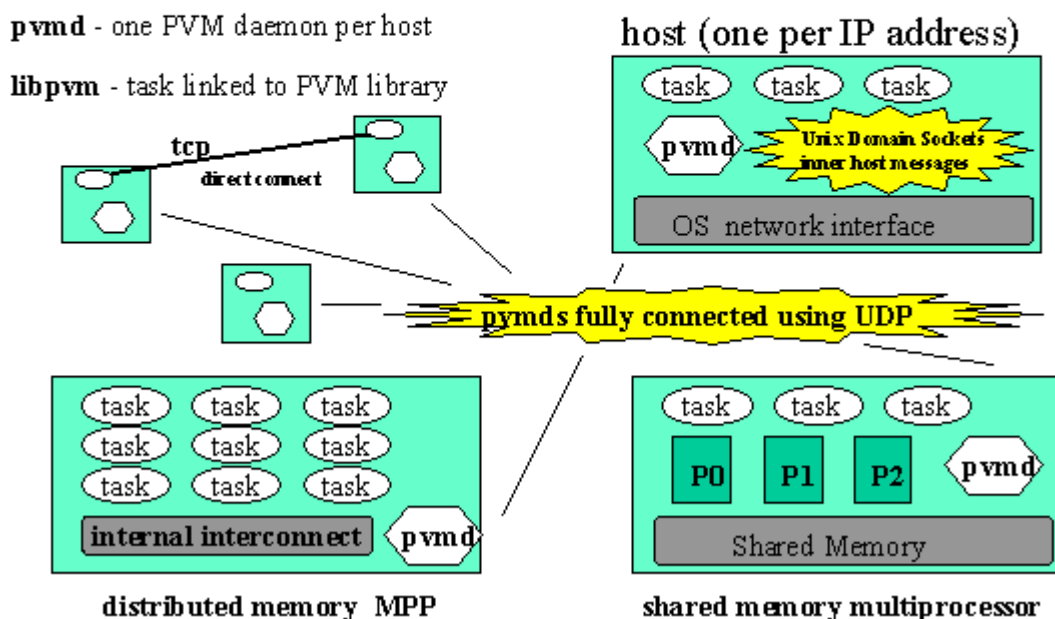 pvmd - one PVM daemon per host
libpvm - task linked to PVM library
tcp
direct connect
host (one per IP address)
task task task
pvmd
Unix Domain Sockets
inner host messages
OS network interface
pymds fully connected using UDP
task task task
task task task
task task task
internal interconnect
pvmd
distributed memory MPP
task task task
P0 P1 P2
pvmd
Shared Memory
shared memory multiprocessor